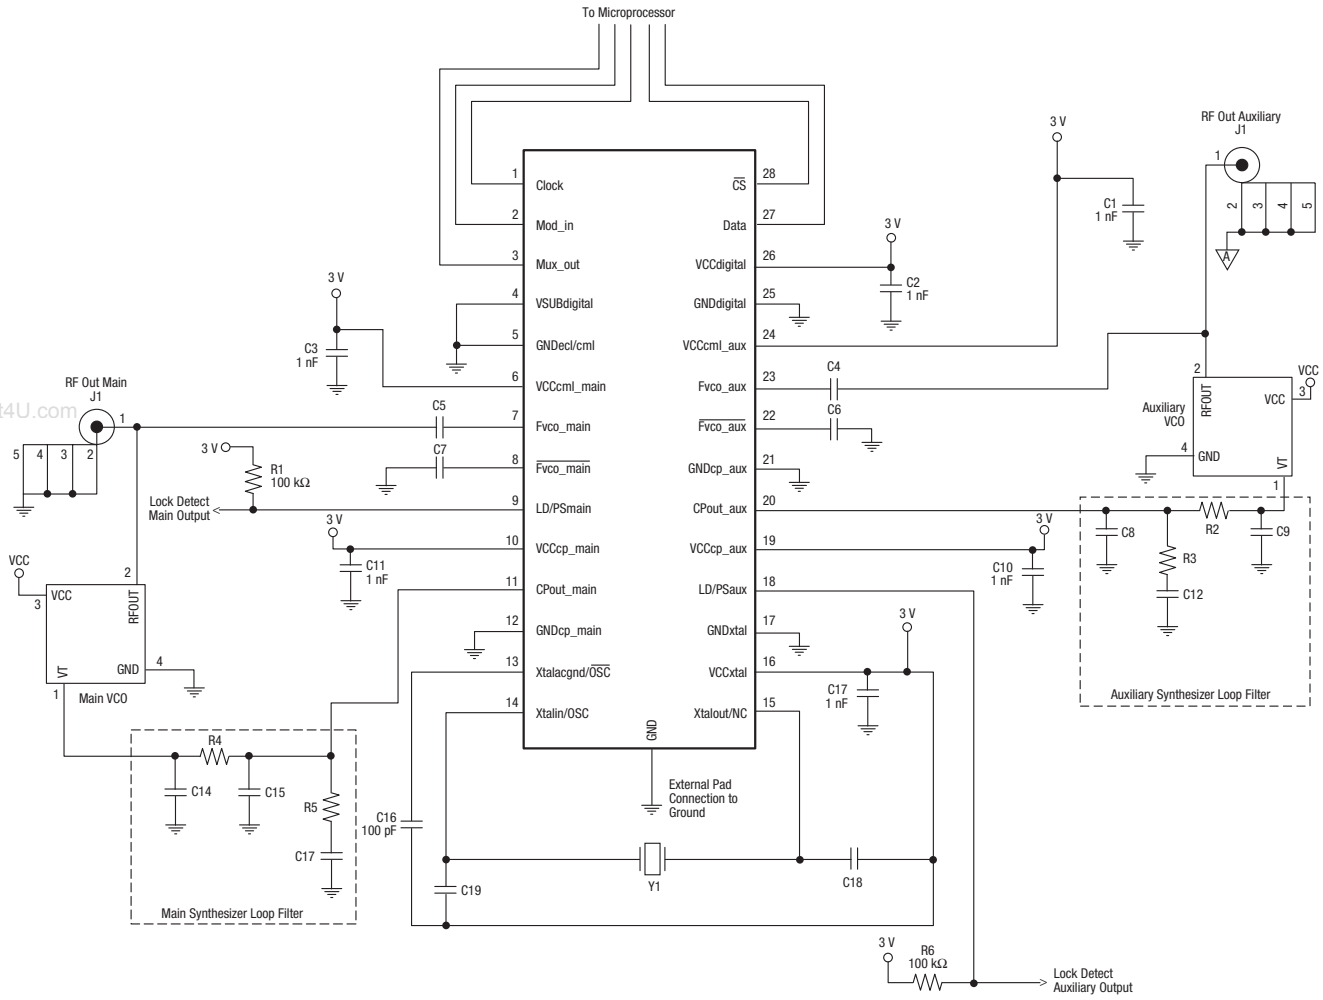 To Microprocessor
3 V
RF Out Auxiliary
J1
1
2
3
4
5
A
C1
1 nF
1
Clock
2
Mod_in
3
Mux_out
4
VSUBdigital
5
GNDecl/cml
6
VCCcml_main
7
Fvco_main
8
Fvco_main
9
LD/PSmain
10
VCCcp_main
11
CPout_main
12
GNDcp_main
13
Xtalacgnd/OSC
14
Xtalin/OSC
28
CS
27
Data
26
VCCdigital
25
GNDdigital
24
VCCcml_aux
23
Fvco_aux
22
Fvco_aux
21
GNDcp_aux
20
CPout_aux
19
VCCcp_aux
18
LD/PSaux
17
GNDxtal
16
VCCxtal
15
Xtalout/NC
GND
External Pad
Connection to
Ground
3 V
C2
1 nF
3 V
C3
1 nF
C4
C6
C5
C7
RF Out Main
J1
1
5
4
3
2
t4U.com
3 V
R1
100 kΩ
Lock Detect
Main Output
3 V
C11
1 nF
VCC
3
VCC
2
RFOUT
VT
GND
4
1
Main VCO
R4
C14
C15
R5
C17
Main Synthesizer Loop Filter
C16
100 pF
C19
Y1
C18
3 V
C17
1 nF
3 V
C10
1 nF
2
VCC
3
Auxiliary
VCO
RFOUT
VCC
4
GND
VT
1
C8
R2
C9
R3
C12
Auxiliary Synthesizer Loop Filter
3 V
R6
100 kΩ
Lock Detect
Auxiliary Output